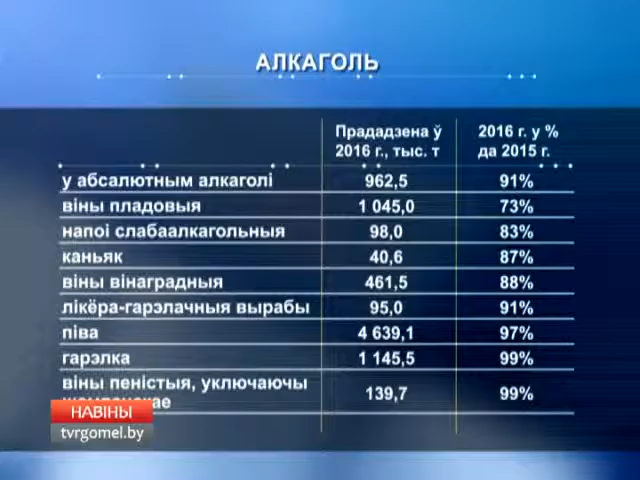 АЛКАГОЛЬ
Прададзена ў 2016 г. у %
2016 г., тыс. т да 2015 г.
у абсалютным алкаголі 962,5 91%
віны пладовыя 1 045,0 73%
напоі слабаалкагольныя 98,0 83%
каньяк 40,6 87%
віны вінаградныя 461,5 88%
лікёра-гарэлачныя вырабы 95,0 91%
піва 4 639,1 97%
гарэлка 1 145,5 99%
віны пеністыя, уключаючы 139,7 99%
НАВІНЫ
tvrgomel.by